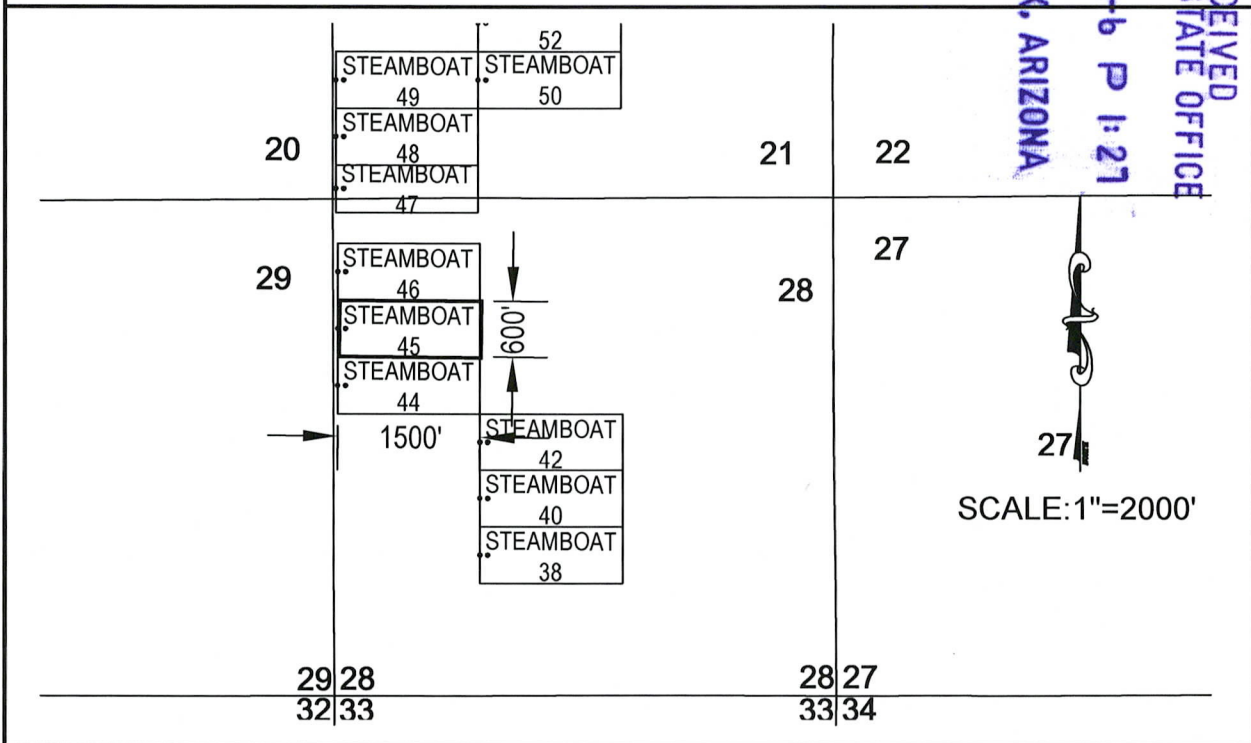 52
STEAMBOAT
49
STEAMBOAT
50
STEAMBOAT
48
STEAMBOAT
47
20
21
22
29
28
27
STEAMBOAT
46
STEAMBOAT
45
STEAMBOAT
44
600'
1500'
STEAMBOAT
42
STEAMBOAT
40
STEAMBOAT
38
27
SCALE:1"=2000'
29 28
32 33
28 27
33 34
CEIVED
STATE OFFICE
P 1:27
, ARIZONA